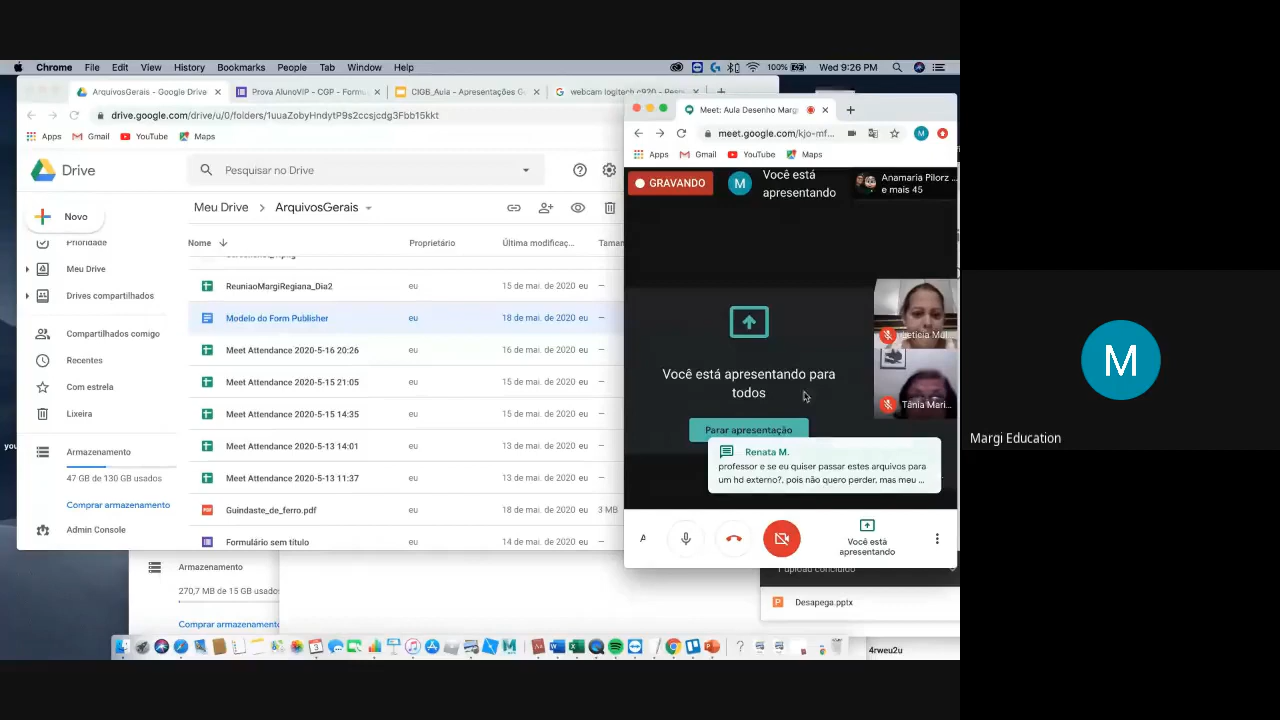 Chrome File Edit View History Bookmarks People Tab Window Help
100% Wed 9:26 PM
ArquivosGerais - Google Drive
Prova AlunoVIP - CGP - Formu
CIGB_Aula - Apresentações G
webcam logitech c920 - Pesq
drive.google.com/drive/u/0/folders/1uuaZobyHndytP9s2ccsjcdg3Fbb15kkt
Apps Gmail YouTube Maps
Drive
Pesquisar no Drive
Novo
Prioridade
Meu Drive
Drives compartilhados
Compartilhados comigo
Recentes
Com estrela
Lixeira
Armazenamento
47 GB de 130 GB usados
Comprar armazenamento
Admin Console
Meu Drive > ArquivosGerais
Nome Proprietário Última modificaç... Taman
ReuniaoMargiRegiana_Dia2 eu 15 de mai. de 2020 eu —
Modelo do Form Publisher eu 18 de mai. de 2020 eu —
Meet Attendance 2020-5-16 20:26 eu 16 de mai. de 2020 eu —
Meet Attendance 2020-5-15 21:05 eu 15 de mai. de 2020 eu —
Meet Attendance 2020-5-15 14:35 eu 15 de mai. de 2020 eu —
Meet Attendance 2020-5-13 14:01 eu 13 de mai. de 2020 eu —
Meet Attendance 2020-5-13 11:37 eu 13 de mai. de 2020 eu —
Guindaste_de_ferro.pdf eu 18 de mai. de 2020 eu 3 MB
Formulário sem título eu 14 de mai. de 2020 eu —
Meet: Aula Desenho Marg
meet.google.com/kjo-mf...
M
Apps Gmail YouTube Maps
GRAVANDO
M
Você está
apresentando
Anamaria Pilorz ...
e mais 45
Você está apresentando para
todos
Parar apresentação
Letícia Mal...
Tânia Mari...
Renata M.
professor e se eu quiser passar estes arquivos para
um hd externo?, pois não quero perder, mas meu ...
A
Você está
apresentando
Armazenamento
270,7 MB de 15 GB usados
Comprar armazenamento
1 upload concluído
Desapega.pptx
you
4rweu2u
M
Margi Education